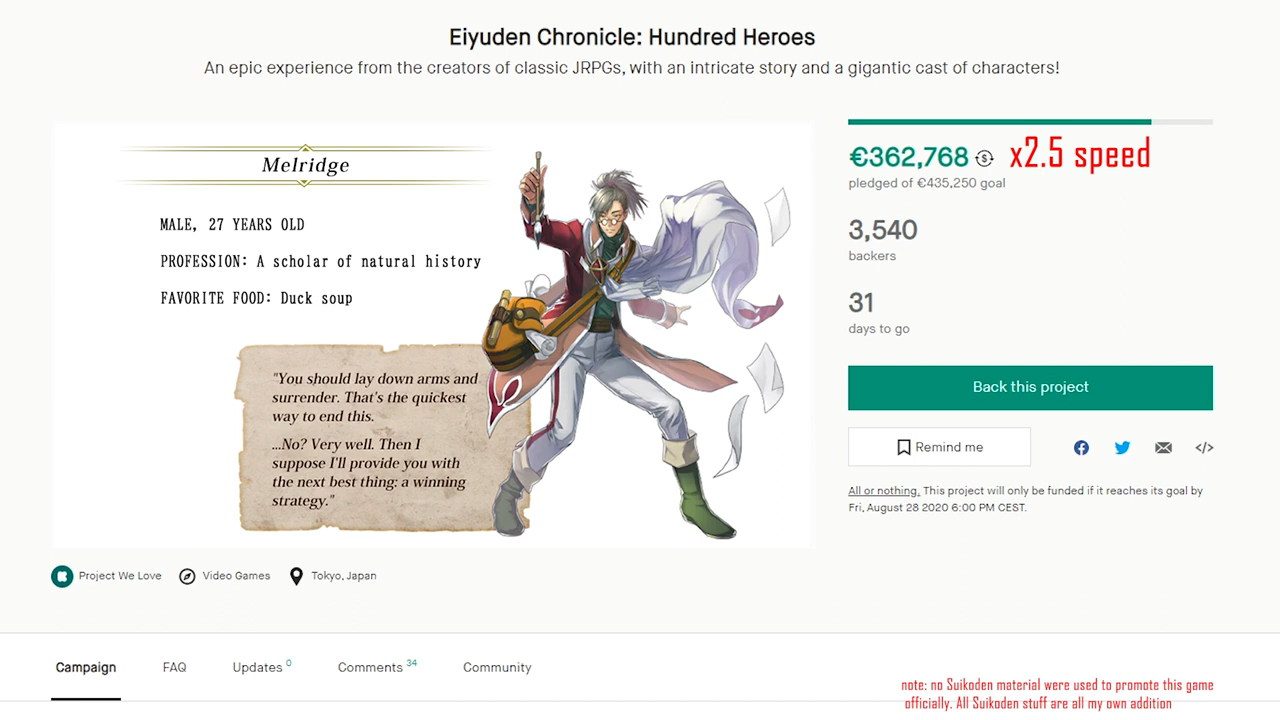 Eiyuden Chronicle: Hundred Heroes
An epic experience from the creators of classic JRPGs, with an intricate story and a gigantic cast of characters!
Melridge
MALE, 27 YEARS OLD
PROFESSION: A scholar of natural history
FAVORITE FOOD: Duck soup
"You should lay down arms and
surrender. That's the quickest
way to end this.
...No? Very well. Then I
suppose I'll provide you with
the next best thing: a winning
strategy."
€362,768
x2.5 speed
pledged of €435,250 goal
3,540
backers
31
days to go
Back this project
Remind me
</>
All or nothing. This project will only be funded if it reaches its goal by
Fri, August 28 2020 6:00 PM CEST.
Project We Love
Video Games
Tokyo, Japan
Campaign
FAQ
Updates 0
Comments 34
Community
note: no Suikoden material were used to promote this game
officially. All Suikoden stuff are all my own addition